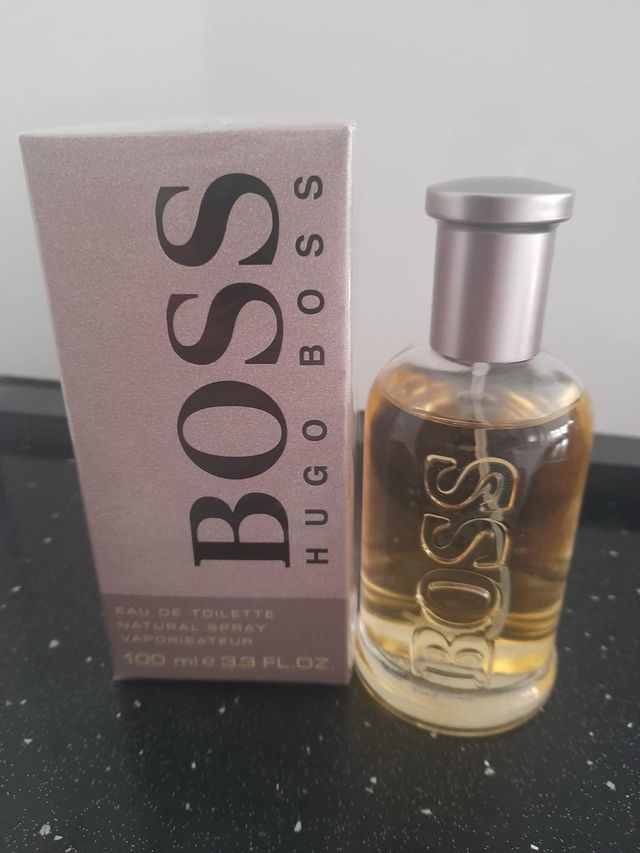 BOSS
HUGO BOSS
EAU DE TOILETTE
NATURAL SPRAY
VAPORISATEUR
100 ml e 3.3 FL.OZ.
BOSS